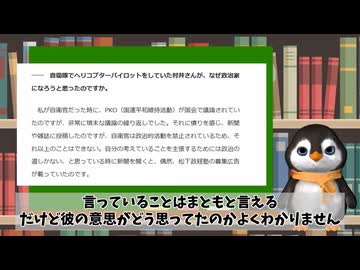 ―― 自衛隊でヘリコプターパイロットをしていた村井さんが、なぜ政治家
になろうと思ったのですか。
私が自衛官だった時に、PKO（国連平和維持活動）が国会で議論されてい
たのですが、非常に瑣末な議論の繰り返しでした。それに憤りを感じ、新聞
や雑誌に投稿したのですが、自衛官は政治的活動を禁止されているため、そ
れ以上のことはできない。自分の考えていることを主張するためには政治の
道しかない、と思っている時に新聞を開くと、偶然、松下政経塾の募集広告
が載っていたのです。
言っていることはまともと言える
だけど彼の意思がどう思ってたのかよくわかりません